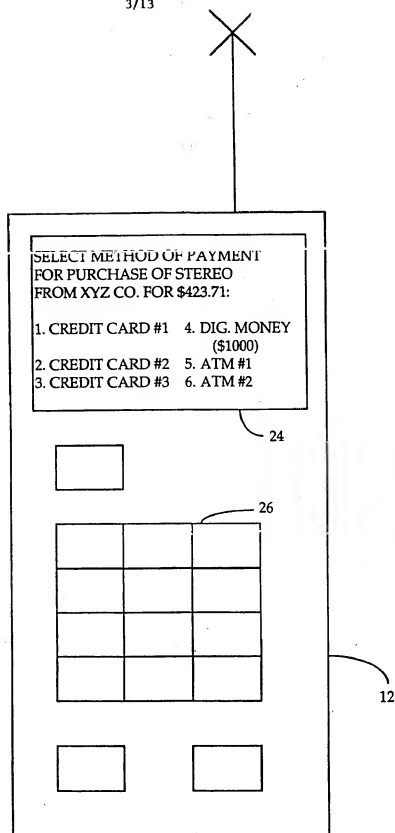 3/13
SELECT METHOD OF PAYMENT
FOR PURCHASE OF STEREO
FROM XYZ CO. FOR $423.71:
1. CREDIT CARD #1 4. DIG. MONEY
($1000)
2. CREDIT CARD #2 5. ATM #1
3. CREDIT CARD #3 6. ATM #2
24
26
12